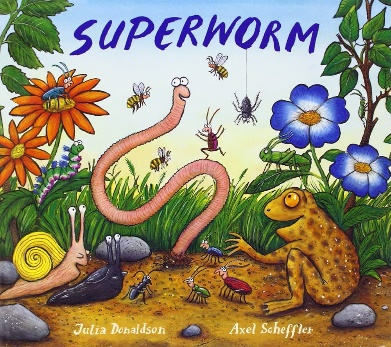 SUPERWORM
Julia Donaldson Axel Scheffler